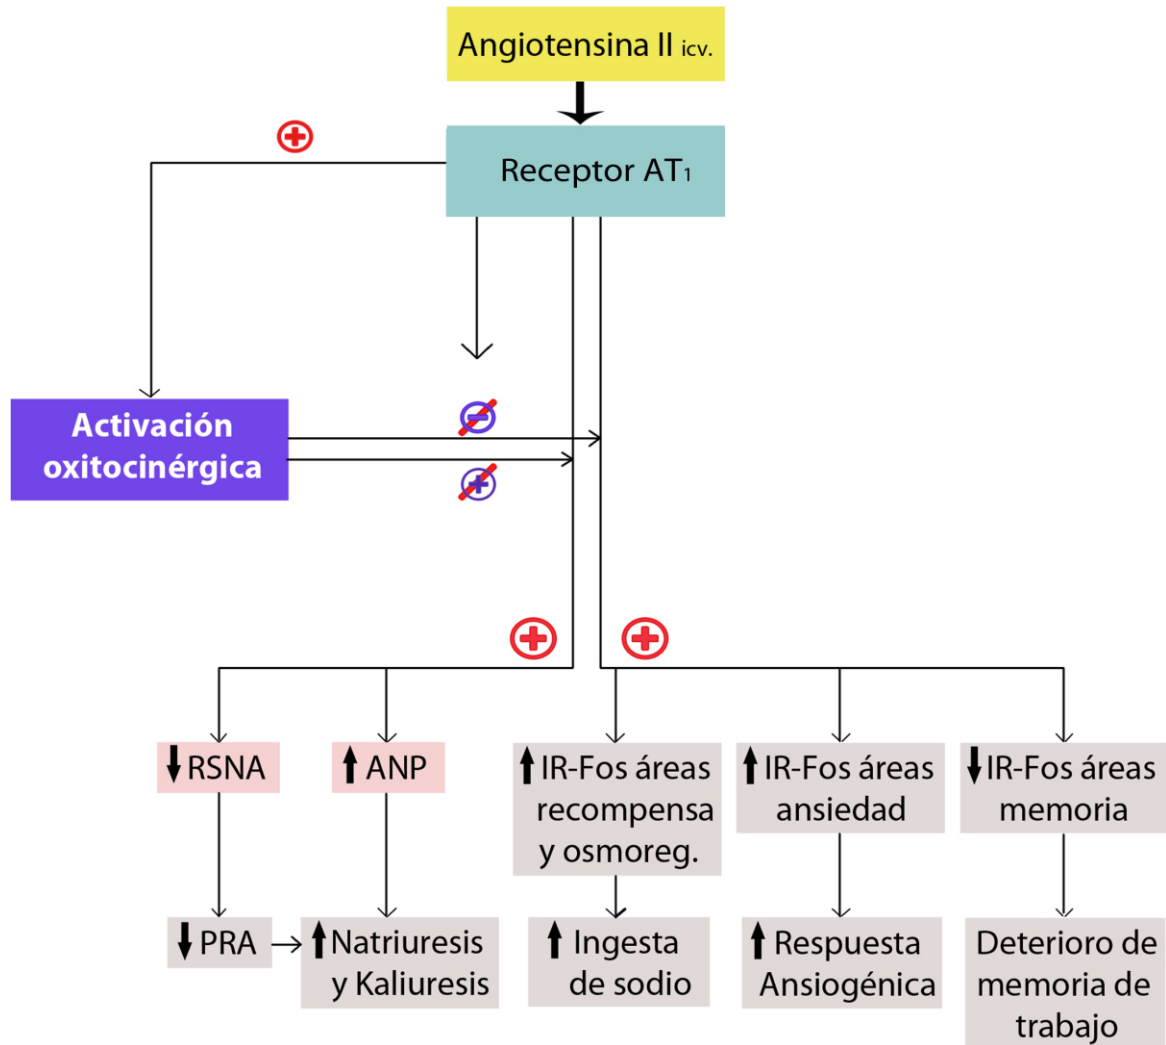 Angiotensina II icv.
Receptor AT1
Activación
oxitocinérgica
RSNA
ANP
IR-Fos áreas
recompensa
y osmoreg.
IR-Fos áreas
ansiedad
IR-Fos áreas
memoria
PRA
Natriuresis
y Kaliuresis
Ingesta
de sodio
Respuesta
Ansiogénica
Deterioro de
memoria de
trabajo